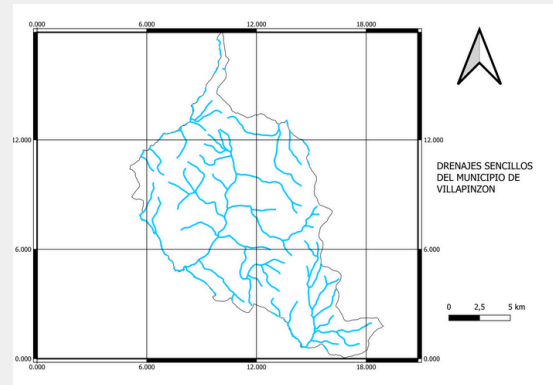 0.000 6.000 12.000 18.000
12.000 12.000
DRENAJES SENCILLOS
DEL MUNICIPIO DE
VILLAPINZON
6.000 6.000
0 2,5 5 km
0.000 0.000
0.000 6.000 12.000 18.000